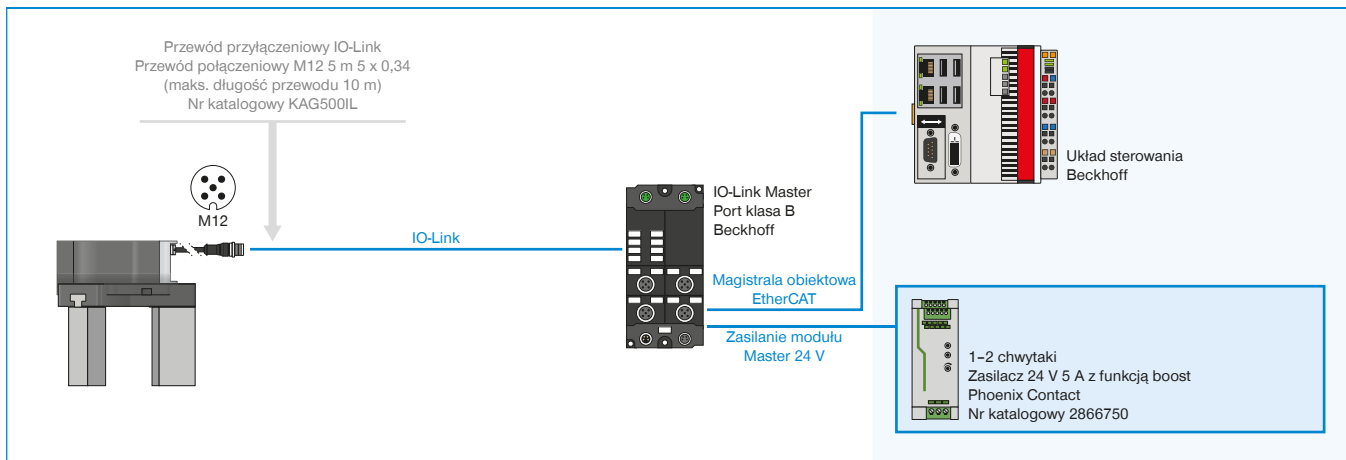 Przewód przyłączeniowy IO-Link
Przewód połączeniowy M12 5 m 5 x 0,34
(maks. długość przewodu 10 m)
Nr katalogowy KAG500IL
M12
IO-Link
IO-Link Master
Port klasa B
Beckhoff
Układ sterowania
Beckhoff
Magistrala obiektowa
EtherCAT
Zasilanie modułu
Master 24 V
1–2 chwytaki
Zasilacz 24 V 5 A z funkcją boost
Phoenix Contact
Nr katalogowy 2866750